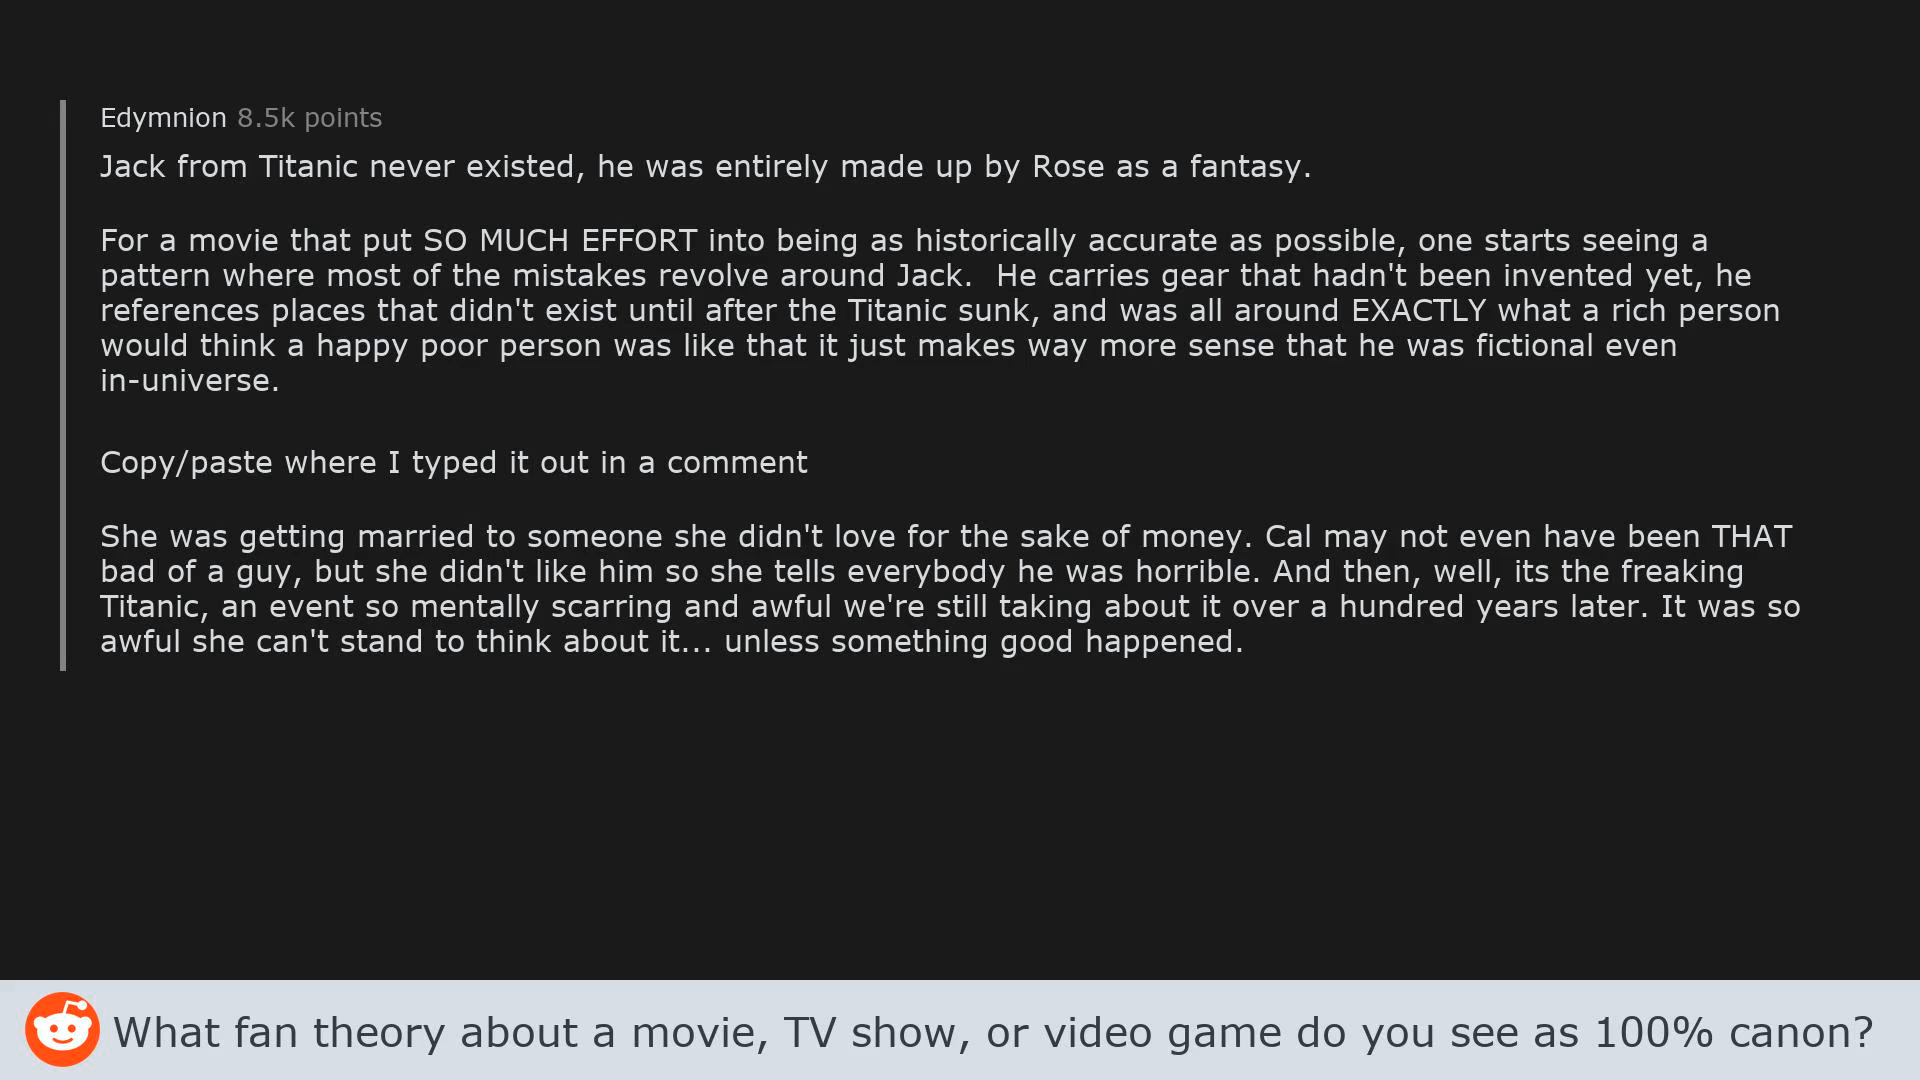 Edymnion 8.5k points
Jack from Titanic never existed, he was entirely made up by Rose as a fantasy.
For a movie that put SO MUCH EFFORT into being as historically accurate as possible, one starts seeing a
pattern where most of the mistakes revolve around Jack.  He carries gear that hadn't been invented yet, he
references places that didn't exist until after the Titanic sunk, and was all around EXACTLY what a rich person
would think a happy poor person was like that it just makes way more sense that he was fictional even
in-universe.
Copy/paste where I typed it out in a comment
She was getting married to someone she didn't love for the sake of money. Cal may not even have been THAT
bad of a guy, but she didn't like him so she tells everybody he was horrible. And then, well, its the freaking
Titanic, an event so mentally scarring and awful we're still taking about it over a hundred years later. It was so
awful she can't stand to think about it... unless something good happened.
What fan theory about a movie, TV show, or video game do you see as 100% canon?